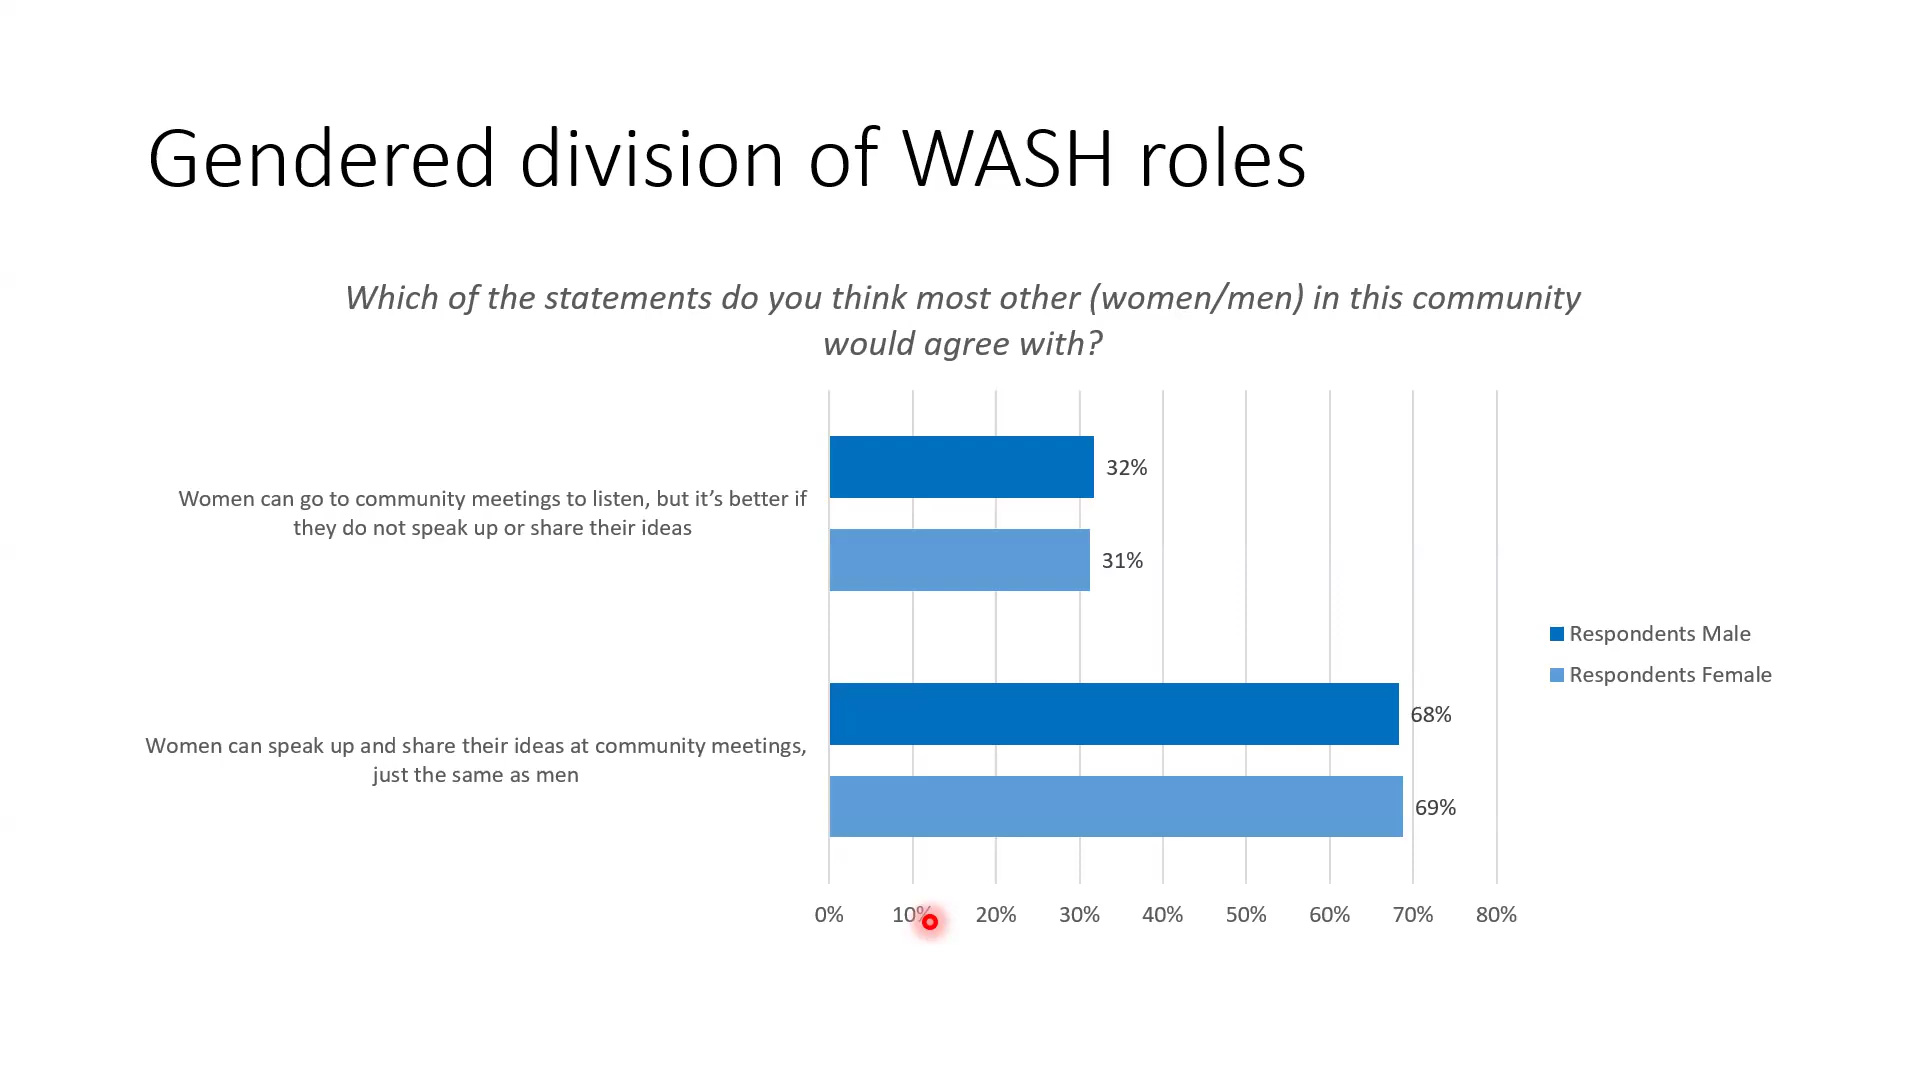 Gendered division of WASH roles
Which of the statements do you think most other (women/men) in this community
would agree with?
32%
Women can go to community meetings to listen, but it’s better if
they do not speak up or share their ideas
31%
Respondents Male
Respondents Female
68%
Women can speak up and share their ideas at community meetings,
just the same as men
69%
0% 10% 20% 30% 40% 50% 60% 70% 80%